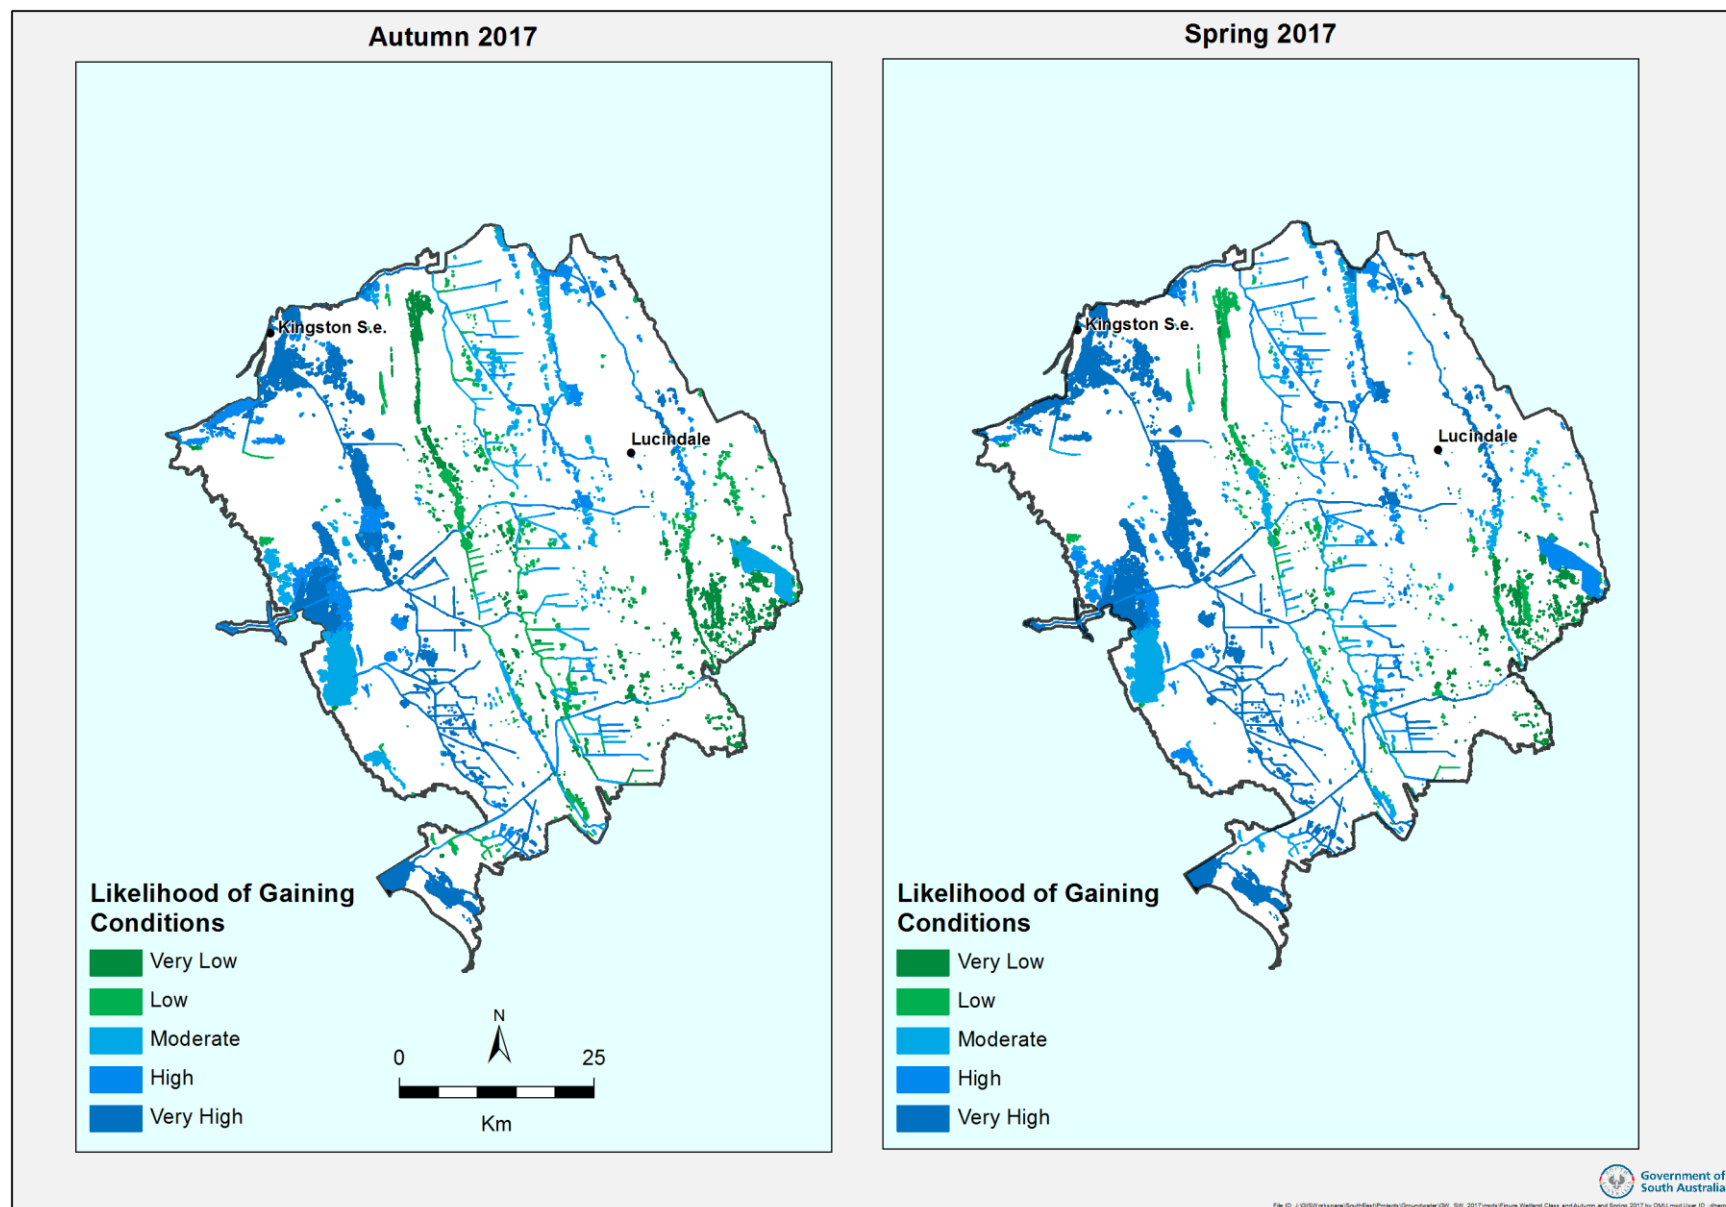 Autumn 2017
Spring 2017
Kingston S.e.
Lucindale
Likelihood of Gaining
Conditions
Very Low
Low
Moderate
High
Very High
N
0 25
Km
Kingston S.e.
Lucindale
Likelihood of Gaining
Conditions
Very Low
Low
Moderate
High
Very High
Government of
South Australia